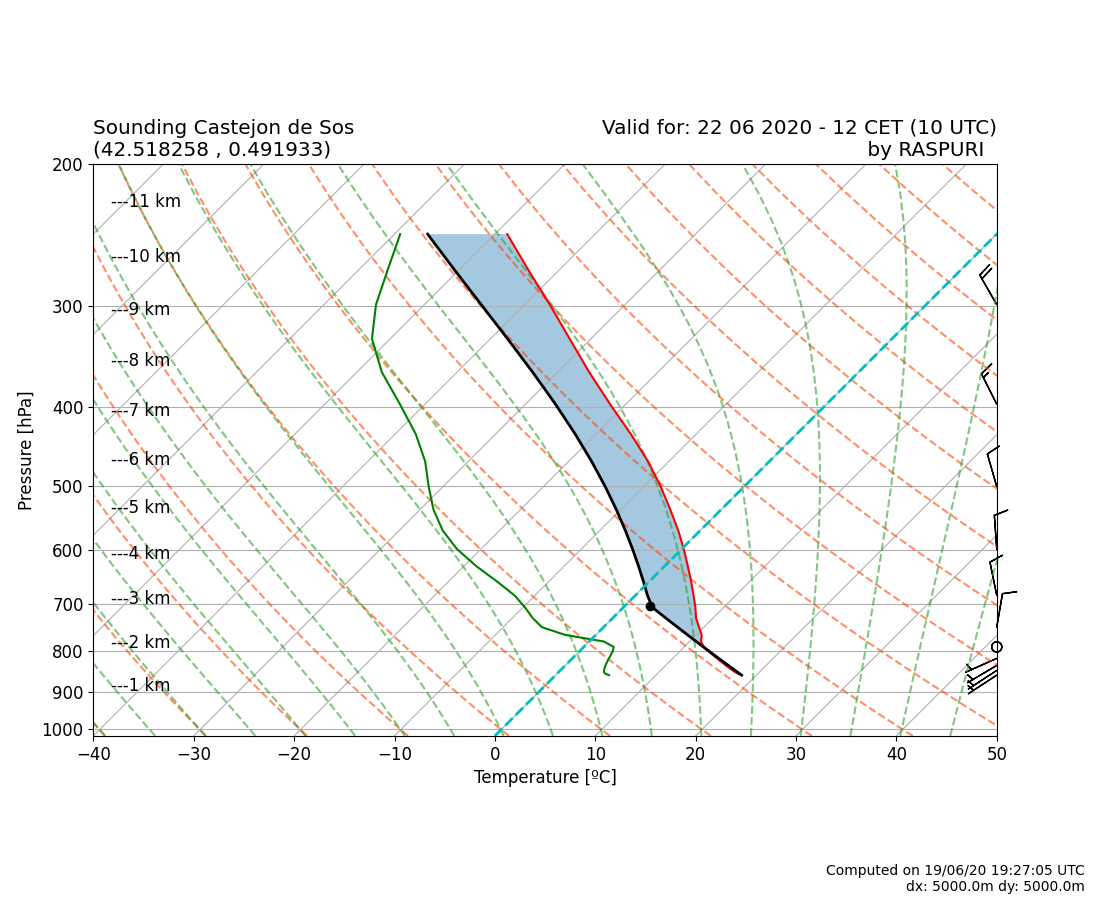 Sounding Castejon de Sos
(42.518258 , 0.491933)
Valid for: 22 06 2020 - 12 CET (10 UTC)
by RASPURI
200
300
400
500
600
700
800
900
1000
Pressure [hPa]
---11 km
---10 km
---9 km
---8 km
---7 km
---6 km
---5 km
---4 km
---3 km
---2 km
---1 km
−40 −30 −20 −10 0 10 20 30 40 50
Temperature [ºC]
Computed on 19/06/20 19:27:05 UTC
dx: 5000.0m dy: 5000.0m